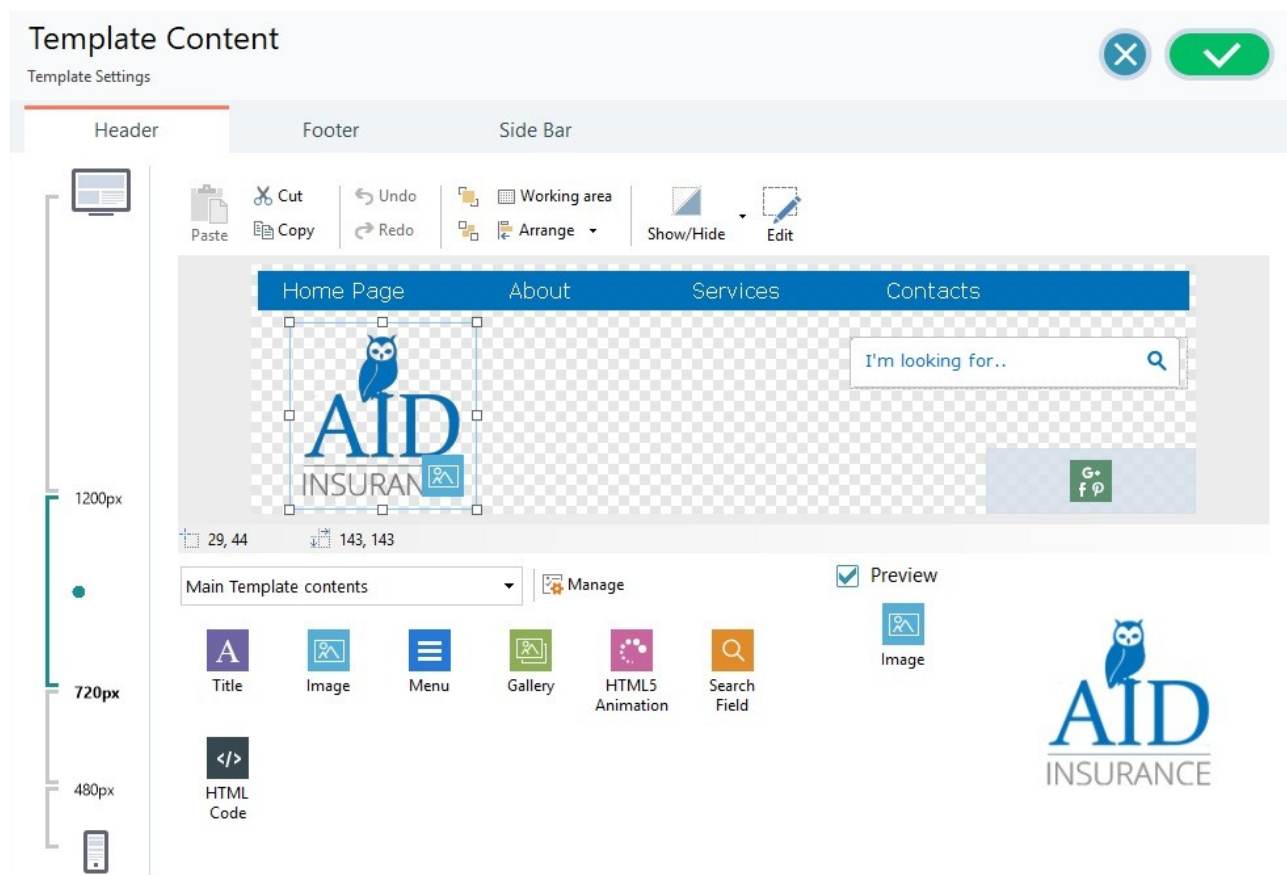 Template Content
Template Settings
Header Footer Side Bar
Paste Cut Undo Working area
Copy Redo Arrange Show/Hide Edit
Home Page About Services Contacts
I'm looking for..
AID
INSURAN
G+
f
1200px
29, 44 143, 143
Main Template contents Manage Preview
A
Title Image Menu Gallery HTML5 Animation Search Field
Image
720px
</>
HTML Code
480px
AID
INSURANCE